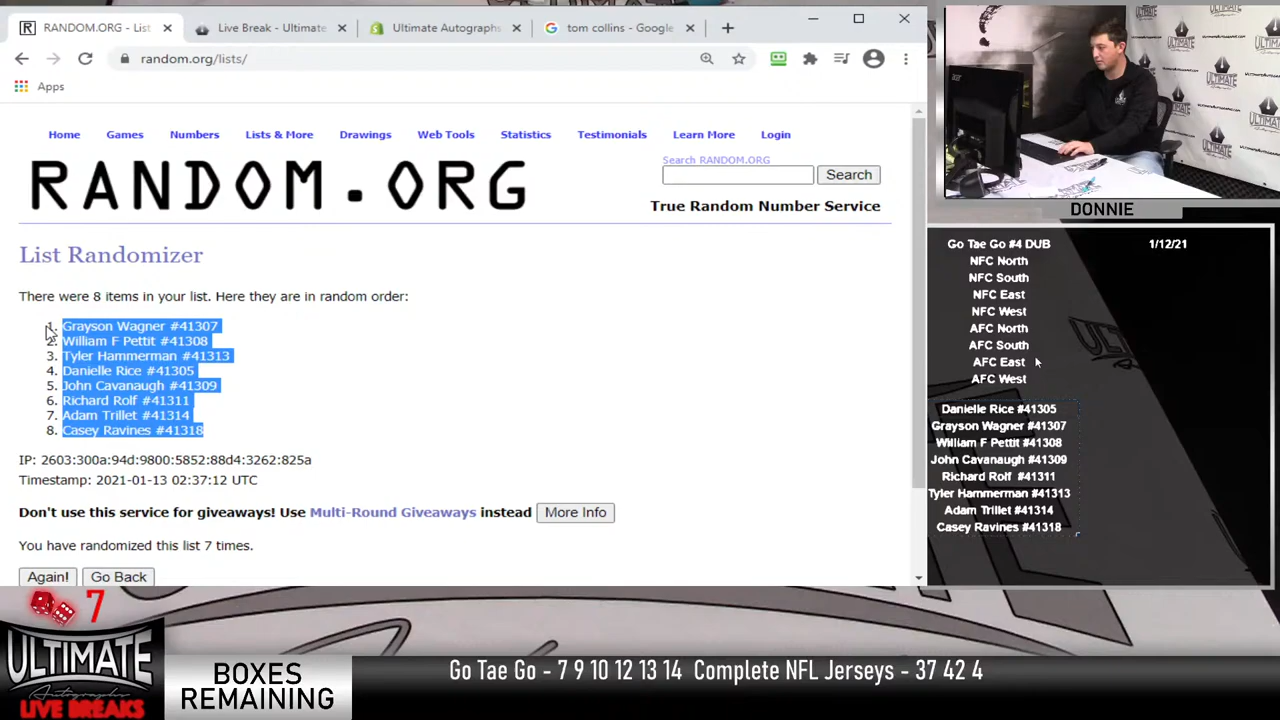 RANDOM.ORG - List
Live Break - Ultimate
Ultimate Autographs
tom collins - Google
random.org/lists/
Apps
Home Games Numbers Lists & More Drawings Web Tools Statistics Testimonials Learn More Login
RANDOM.ORG
Search RANDOM.ORG
Search
True Random Number Service
List Randomizer
There were 8 items in your list. Here they are in random order:
1. Grayson Wagner #41307
2. William F Pettit #41308
3. Tyler Hammerman #41313
4. Danielle Rice #41305
5. John Cavanaugh #41309
6. Richard Rolf #41311
7. Adam Trillet #41314
8. Casey Ravines #41318
IP: 2603:300a:94d:9800:5852:88d4:3262:825a
Timestamp: 2021-01-13 02:37:12 UTC
Don't use this service for giveaways! Use Multi-Round Giveaways instead More Info
You have randomized this list 7 times.
Again! Go Back
DONNIE
Go Tae Go #4 DUB 1/12/21
NFC North
NFC South
NFC East
NFC West
AFC North
AFC South
AFC East
AFC West
Danielle Rice #41305
Grayson Wagner #41307
William F Pettit #41308
John Cavanaugh #41309
Richard Rolf #41311
Tyler Hammerman #41313
Adam Trillet #41314
Casey Ravines #41318
7
ULTIMATE
Autographs
LIVE BREAKS
BOXES
REMAINING
Go Tae Go - 7 9 10 12 13 14 Complete NFL Jerseys - 37 42 4